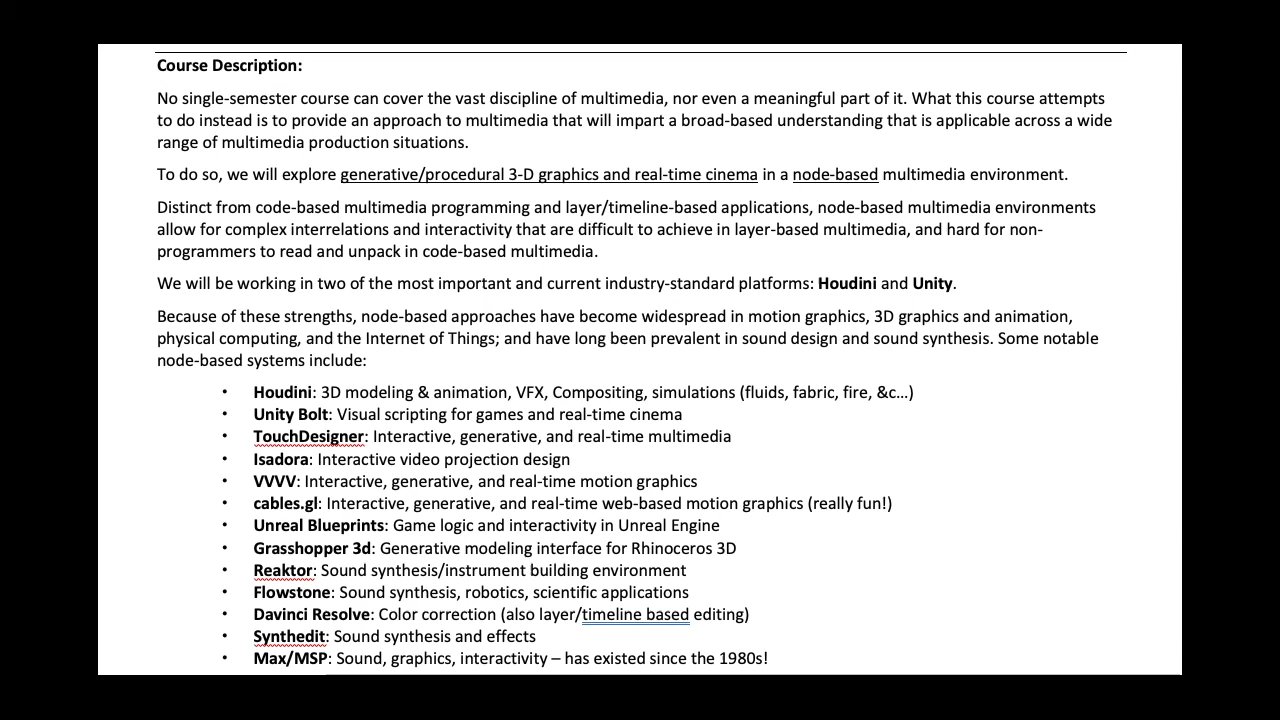 Course Description:
No single-semester course can cover the vast discipline of multimedia, nor even a meaningful part of it. What this course attempts
to do instead is to provide an approach to multimedia that will impart a broad-based understanding that is applicable across a wide
range of multimedia production situations.
To do so, we will explore generative/procedural 3-D graphics and real-time cinema in a node-based multimedia environment.
Distinct from code-based multimedia programming and layer/timeline-based applications, node-based multimedia environments
allow for complex interrelations and interactivity that are difficult to achieve in layer-based multimedia, and hard for non-
programmers to read and unpack in code-based multimedia.
We will be working in two of the most important and current industry-standard platforms: Houdini and Unity.
Because of these strengths, node-based approaches have become widespread in motion graphics, 3D graphics and animation,
physical computing, and the Internet of Things; and have long been prevalent in sound design and sound synthesis. Some notable
node-based systems include:
• Houdini: 3D modeling & animation, VFX, Compositing, simulations (fluids, fabric, fire, &c…)
• Unity Bolt: Visual scripting for games and real-time cinema
• TouchDesigner: Interactive, generative, and real-time multimedia
• Isadora: Interactive video projection design
• VVVV: Interactive, generative, and real-time motion graphics
• cables.gl: Interactive, generative, and real-time web-based motion graphics (really fun!)
• Unreal Blueprints: Game logic and interactivity in Unreal Engine
• Grasshopper 3d: Generative modeling interface for Rhinoceros 3D
• Reaktor: Sound synthesis/instrument building environment
• Flowstone: Sound synthesis, robotics, scientific applications
• Davinci Resolve: Color correction (also layer/timeline based editing)
• Synthedit: Sound synthesis and effects
• Max/MSP: Sound, graphics, interactivity – has existed since the 1980s!